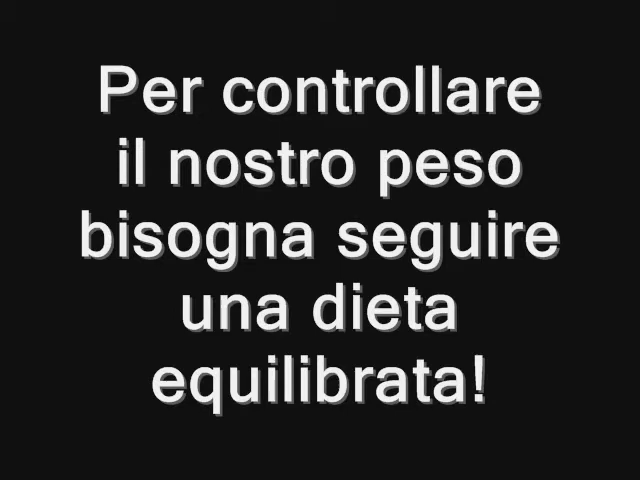 Per controllare
il nostro peso
bisogna seguire
una dieta
equilibrata!